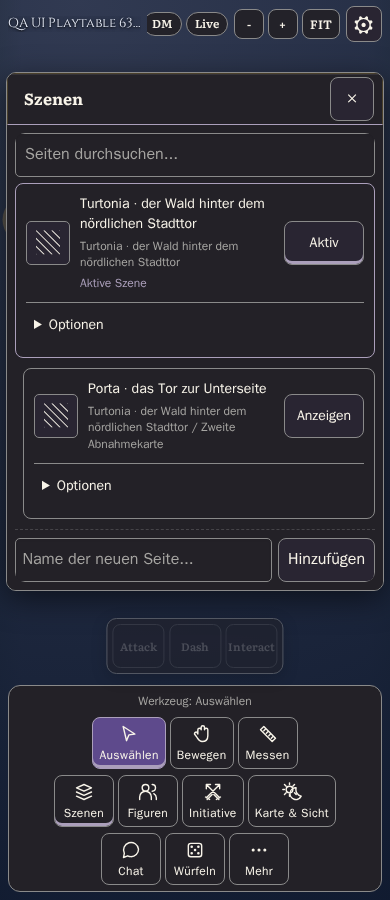 QA UI Playtable 63...
DM
Live
-
+
FIT
Szenen
×
Seiten durchsuchen...
Turtonia · der Wald hinter dem
nördlichen Stadttor
Turtonia · der Wald hinter dem
nördlichen Stadttor
Aktive Szene
Aktiv
Optionen
Porta · das Tor zur Unterseite
Turtonia · der Wald hinter dem
nördlichen Stadttor / Zweite
Abnahmekarte
Anzeigen
Optionen
Name der neuen Seite...
Hinzufügen
Attack
Dash
Interact
Werkzeug: Auswählen
Auswählen
Bewegen
Messen
Szenen
Figuren
Initiative
Karte & Sicht
Chat
Würfeln
Mehr